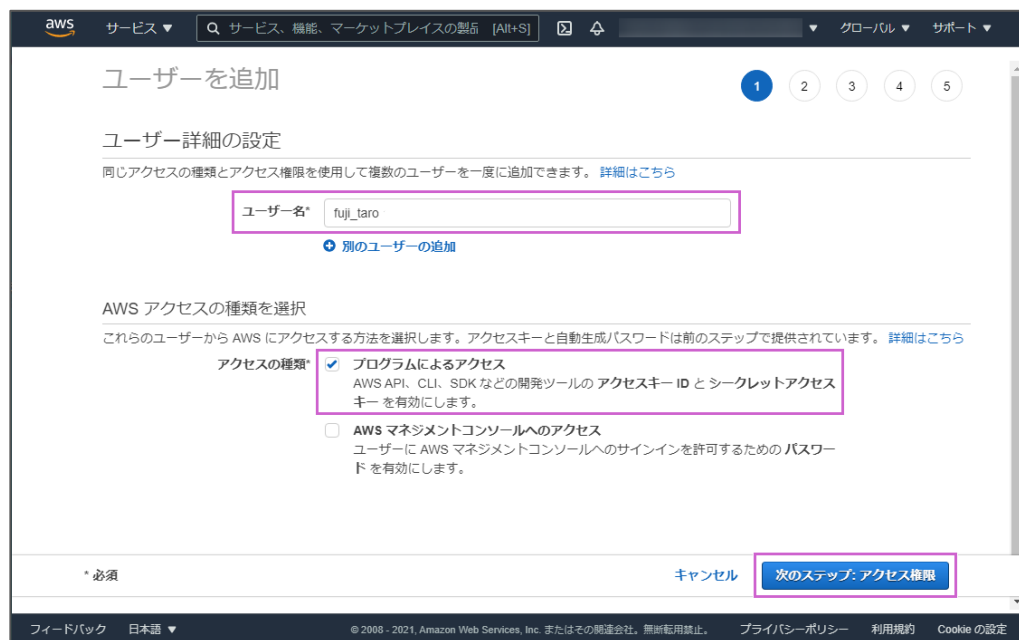 aws サービス ▼ サービス、機能、マーケットプレイスの製品 [Alt+S] ▼ グローバル ▼ サポート ▼
ユーザーを追加 1 2 3 4 5
ユーザー詳細の設定
同じアクセスの種類とアクセス権限を使用して複数のユーザーを一度に追加できます。 詳細はこちら
ユーザー名* fuji_taro
別のユーザーの追加
AWS アクセスの種類を選択
これらのユーザーから AWS にアクセスする方法を選択します。アクセスキーと自動生成パスワードは前のステップで提供されています。 詳細はこちら
アクセスの種類* プログラムによるアクセス
AWS API、CLI、SDK などの開発ツールの アクセスキー ID と シークレットアクセス
キー を有効にします。
AWS マネジメントコンソールへのアクセス
ユーザーに AWS マネジメントコンソールへのサインインを許可するための パスワー
ド を有効にします。
* 必須 キャンセル 次のステップ: アクセス権限
フィードバック 日本語 ▼ © 2008 - 2021, Amazon Web Services, Inc. またはその関連会社。無断転用禁止。 プライバシーポリシー 利用規約 Cookie の設定